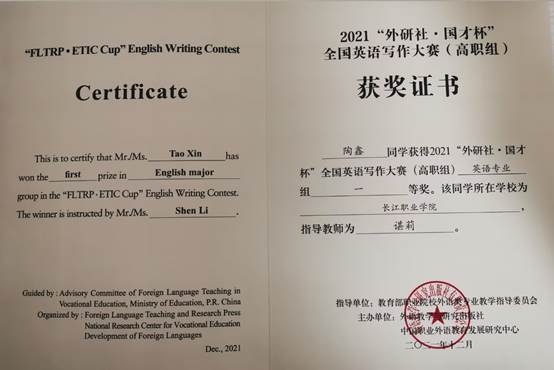 “FLTRP·ETIC Cup” English Writing Contest
Certificate
This is to certify that Mr./Ms. Tao Xin has
won the first prize in English major
group in the “FLTRP·ETIC Cup” English Writing Contest.
The winner is instructed by Mr./Ms. Shen Li .
Guided by : Advisory Committee of Foreign Language Teaching in
Vocational Education, Ministry of Education, P.R. China
Organized by : Foreign Language Teaching and Research Press
National Research Center for Vocational Education
Development of Foreign Languages
Dec., 2021
2021 “外研社·国才杯”
全国英语写作大赛（高职组）
获奖证书
陶鑫 同学获得2021 “外研社·国才
杯” 全国英语写作大赛（高职组） 英语专业
组 一 等奖。该同学所在学校为
长江职业学院 ，
指导教师为 谌莉 。
指导单位：教育部职业院校外语类专业教学指导委员会
主办单位：外语教学与研究出版社
中国职业外语教育发展研究中心
二〇二一年十二月